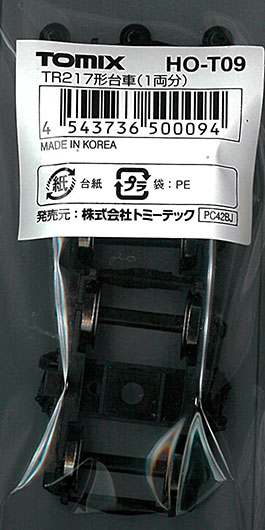 TOMIX HO-T09
TR217形台車(1両分)
4 543736 500094
MADE IN KOREA
紙 台紙 プラ 袋：PE
発売元：株式会社トミーテック PC42BJ